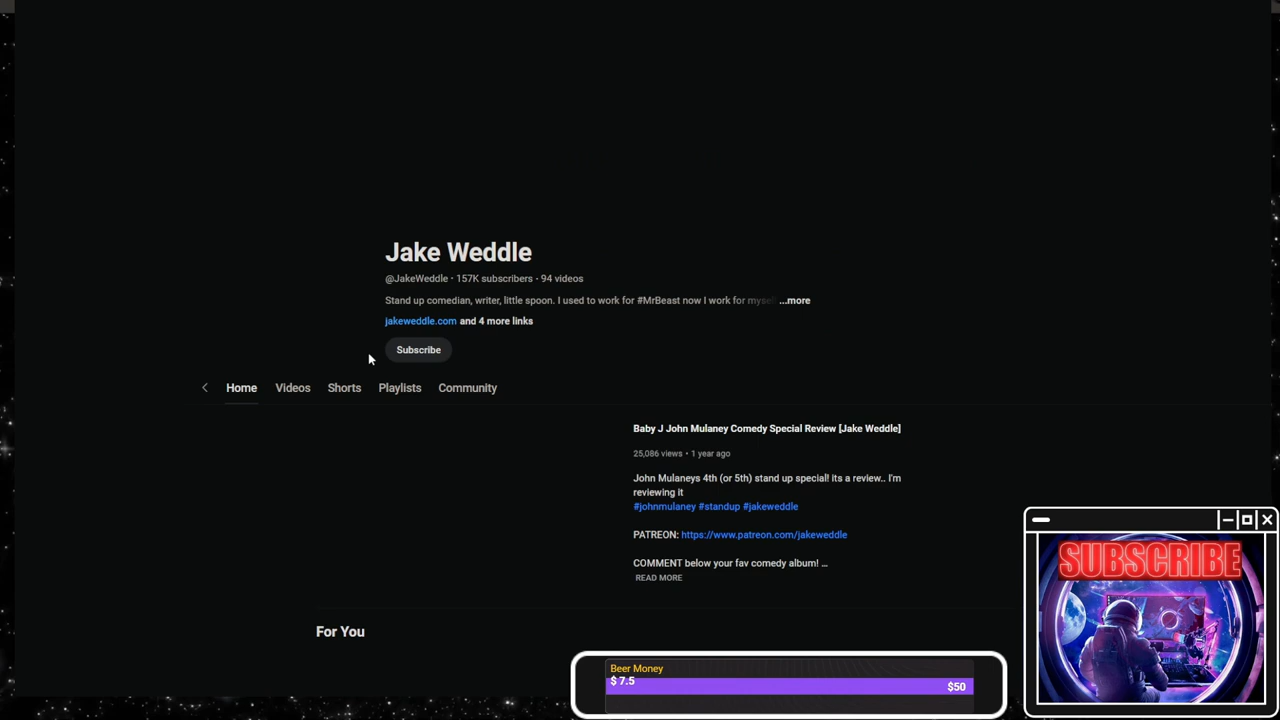 Jake Weddle
@JakeWeddle • 157K subscribers • 94 videos
Stand up comedian, writer, little spoon. I used to work for #MrBeast now I work for myself ...more
jakeweddle.com and 4 more links
Subscribe
Home Videos Shorts Playlists Community
Baby J John Mulaney Comedy Special Review [Jake Weddle]
25,086 views • 1 year ago
John Mulaneys 4th (or 5th) stand up special! its a review.. I'm
reviewing it
#johnmulaney #standup #jakeweddle
PATREON: https://www.patreon.com/jakeweddle
COMMENT below your fav comedy album! ...
READ MORE
For You
SUBSCRIBE
Beer Money
$ 7.5
$50